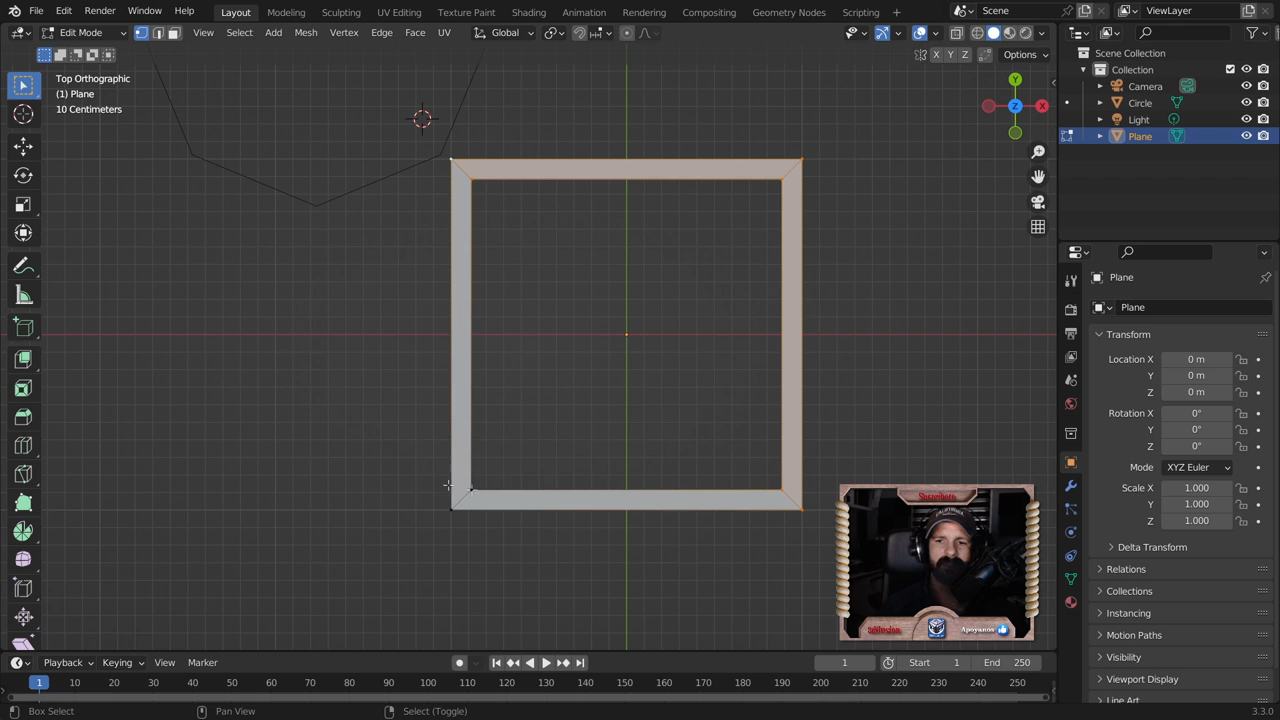 File Edit Render Window Help Layout Modeling Sculpting UV Editing Texture Paint Shading Animation Rendering Compositing Geometry Nodes Scripting Scene ViewLayer
Edit Mode View Select Add Mesh Vertex Edge Face UV Global
X Y Z Options
Top Orthographic
(1) Plane
10 Centimeters
Y
Z X
Scene Collection
Collection
Camera
Circle
Light
Plane
Plane
Plane
Transform
Location X 0 m
Y 0 m
Z 0 m
Rotation X 0°
Y 0°
Z 0°
Mode XYZ Euler
Scale X 1.000
Y 1.000
Z 1.000
Delta Transform
Relations
Collections
Instancing
Motion Paths
Visibility
Viewport Display
Line Art
Apoyanos
Playback Keying View Marker 1 Start 1 End 250
1 10 20 30 40 50 60 70 80 90 100 110 120 130 140 150 160 170 180 190 200 210 220 230 240 250
Box Select Pan View Select (Toggle) 3.3.0